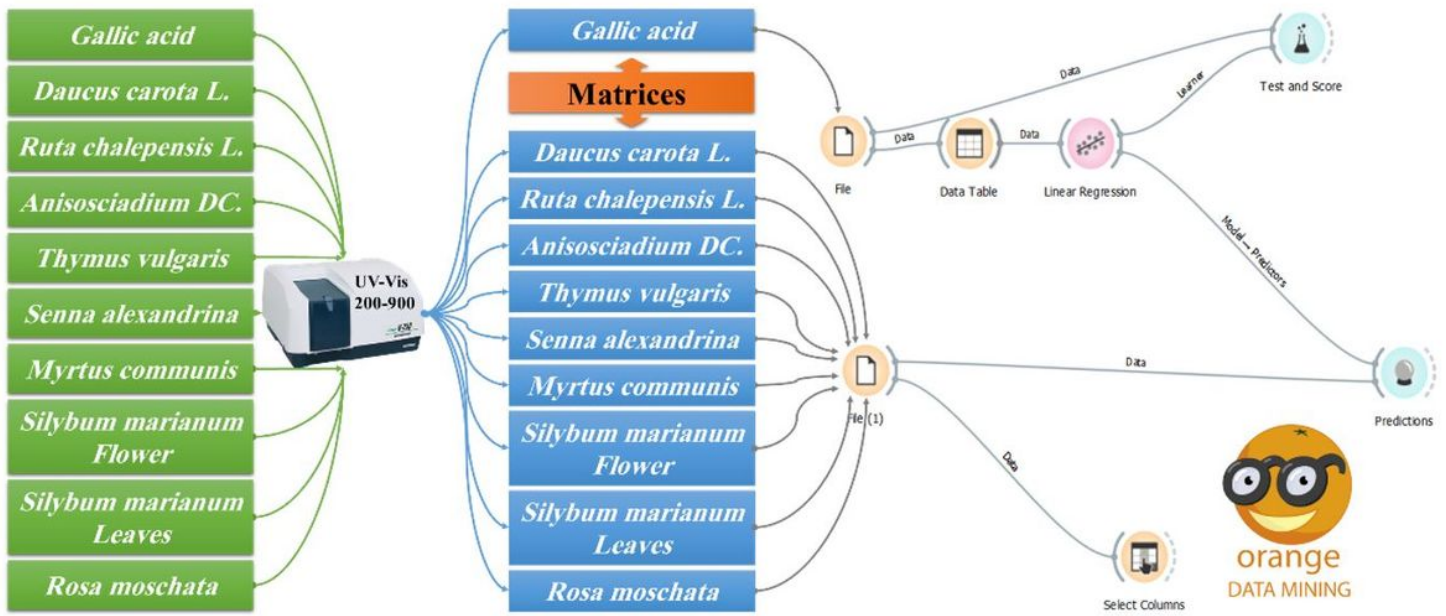 Gallic acid
Daucus carota L.
Ruta chalepensis L.
Anisosciadium DC.
Thymus vulgaris
Senna alexandrina
Myrtus communis
Silybum marianum
Flower
Silybum marianum
Leaves
Rosa moschata
UV-Vis
200-900
Gallic acid
Matrices
Daucus carota L.
Ruta chalepensis L.
Anisosciadium DC.
Thymus vulgaris
Senna alexandrina
Myrtus communis
Silybum marianum
Flower
Silybum marianum
Leaves
Rosa moschata
Data
Learner
Test and Score
Data
Data
File
Data Table
Linear Regression
Model → Predictors
Data
File (1)
Predictions
Data
Select Columns
orange
DATA MINING